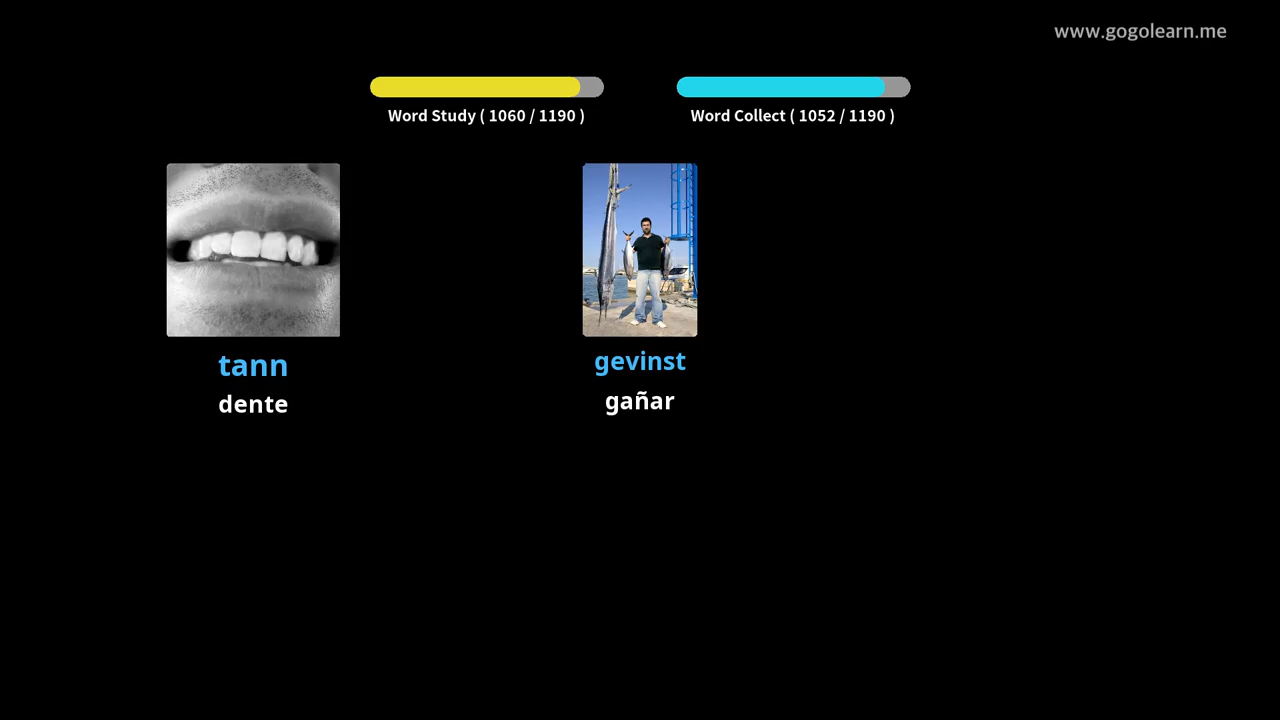 www.gogolearn.me
Word Study ( 1060 / 1190 )
Word Collect ( 1052 / 1190 )
tann
dente
gevinst
gañar